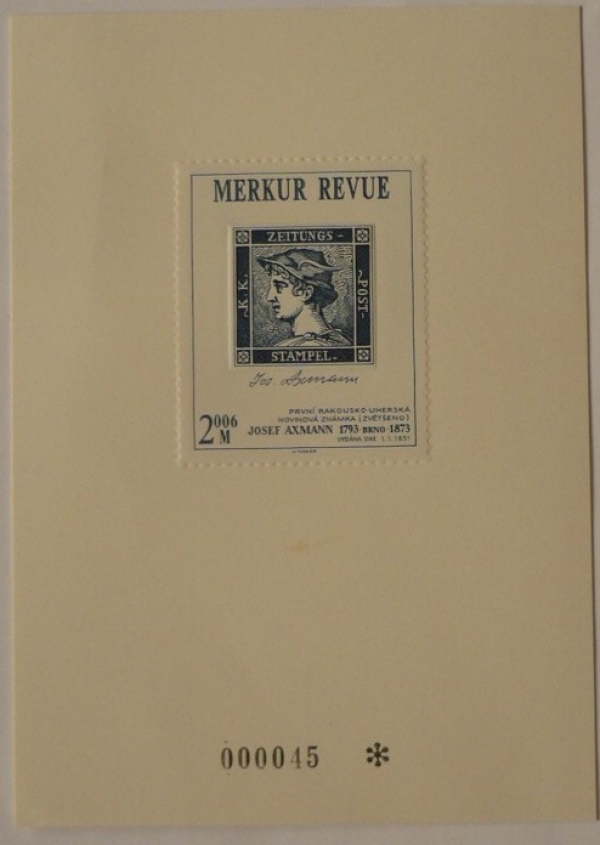 MERKUR REVUE
ZEITUNGS-
K.K.
POST-
STAMPEL-
Jos. Axmann
PRVNÍ RAKOUSKO-UHERSKÁ
NOVINOVÁ ZNÁMKA (ZVĚTŠENO)
2006 M
JOSEF AXMANN 1793 BRNO 1873
VYDÁNA DNE 1. 1. 1851
000045 *